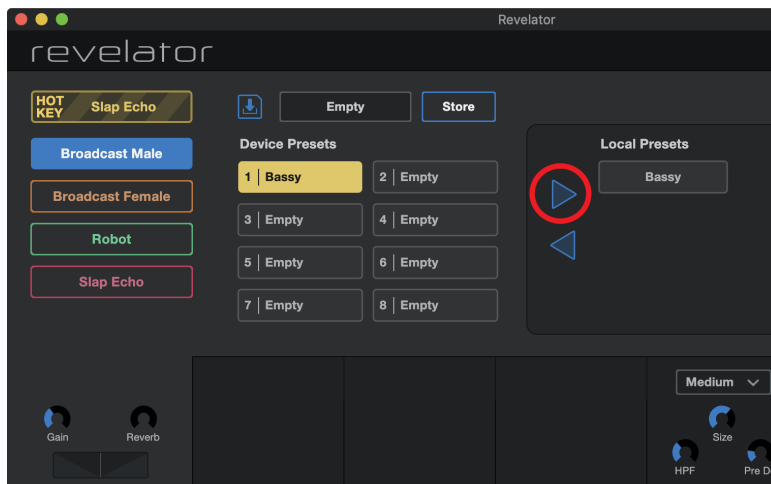 Revelator
revelator
HOT KEY Slap Echo
Empty
Store
Broadcast Male
Broadcast Female
Robot
Slap Echo
Device Presets
1 | Bassy
2 | Empty
3 | Empty
4 | Empty
5 | Empty
6 | Empty
7 | Empty
8 | Empty
Local Presets
Bassy
Gain
Reverb
Medium
Size
HPF
Pre D